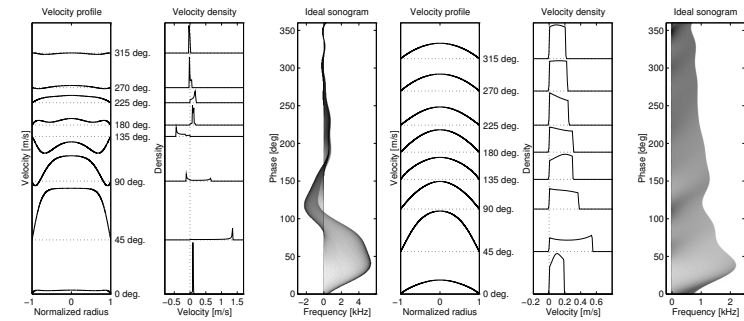 Velocity profile
Velocity [m/s]
315 deg.
270 deg.
225 deg.
180 deg.
135 deg.
90 deg.
45 deg.
0 deg.
−1 0 1
Normalized radius
Velocity density
Density
−0.5 0 0.5 1 1.5
Velocity [m/s]
Ideal sonogram
Phase [deg]
350
300
250
200
150
100
50
0
−2 0 2 4
Frequency [kHz]
Velocity profile
Velocity [m/s]
315 deg.
270 deg.
225 deg.
180 deg.
135 deg.
90 deg.
45 deg.
0 deg.
−1 0 1
Normalized radius
Velocity density
Density
−0.2 0 0.2 0.4 0.6
Velocity [m/s]
Ideal sonogram
Phase [deg]
350
300
250
200
150
100
50
0
0 1 2
Frequency [kHz]